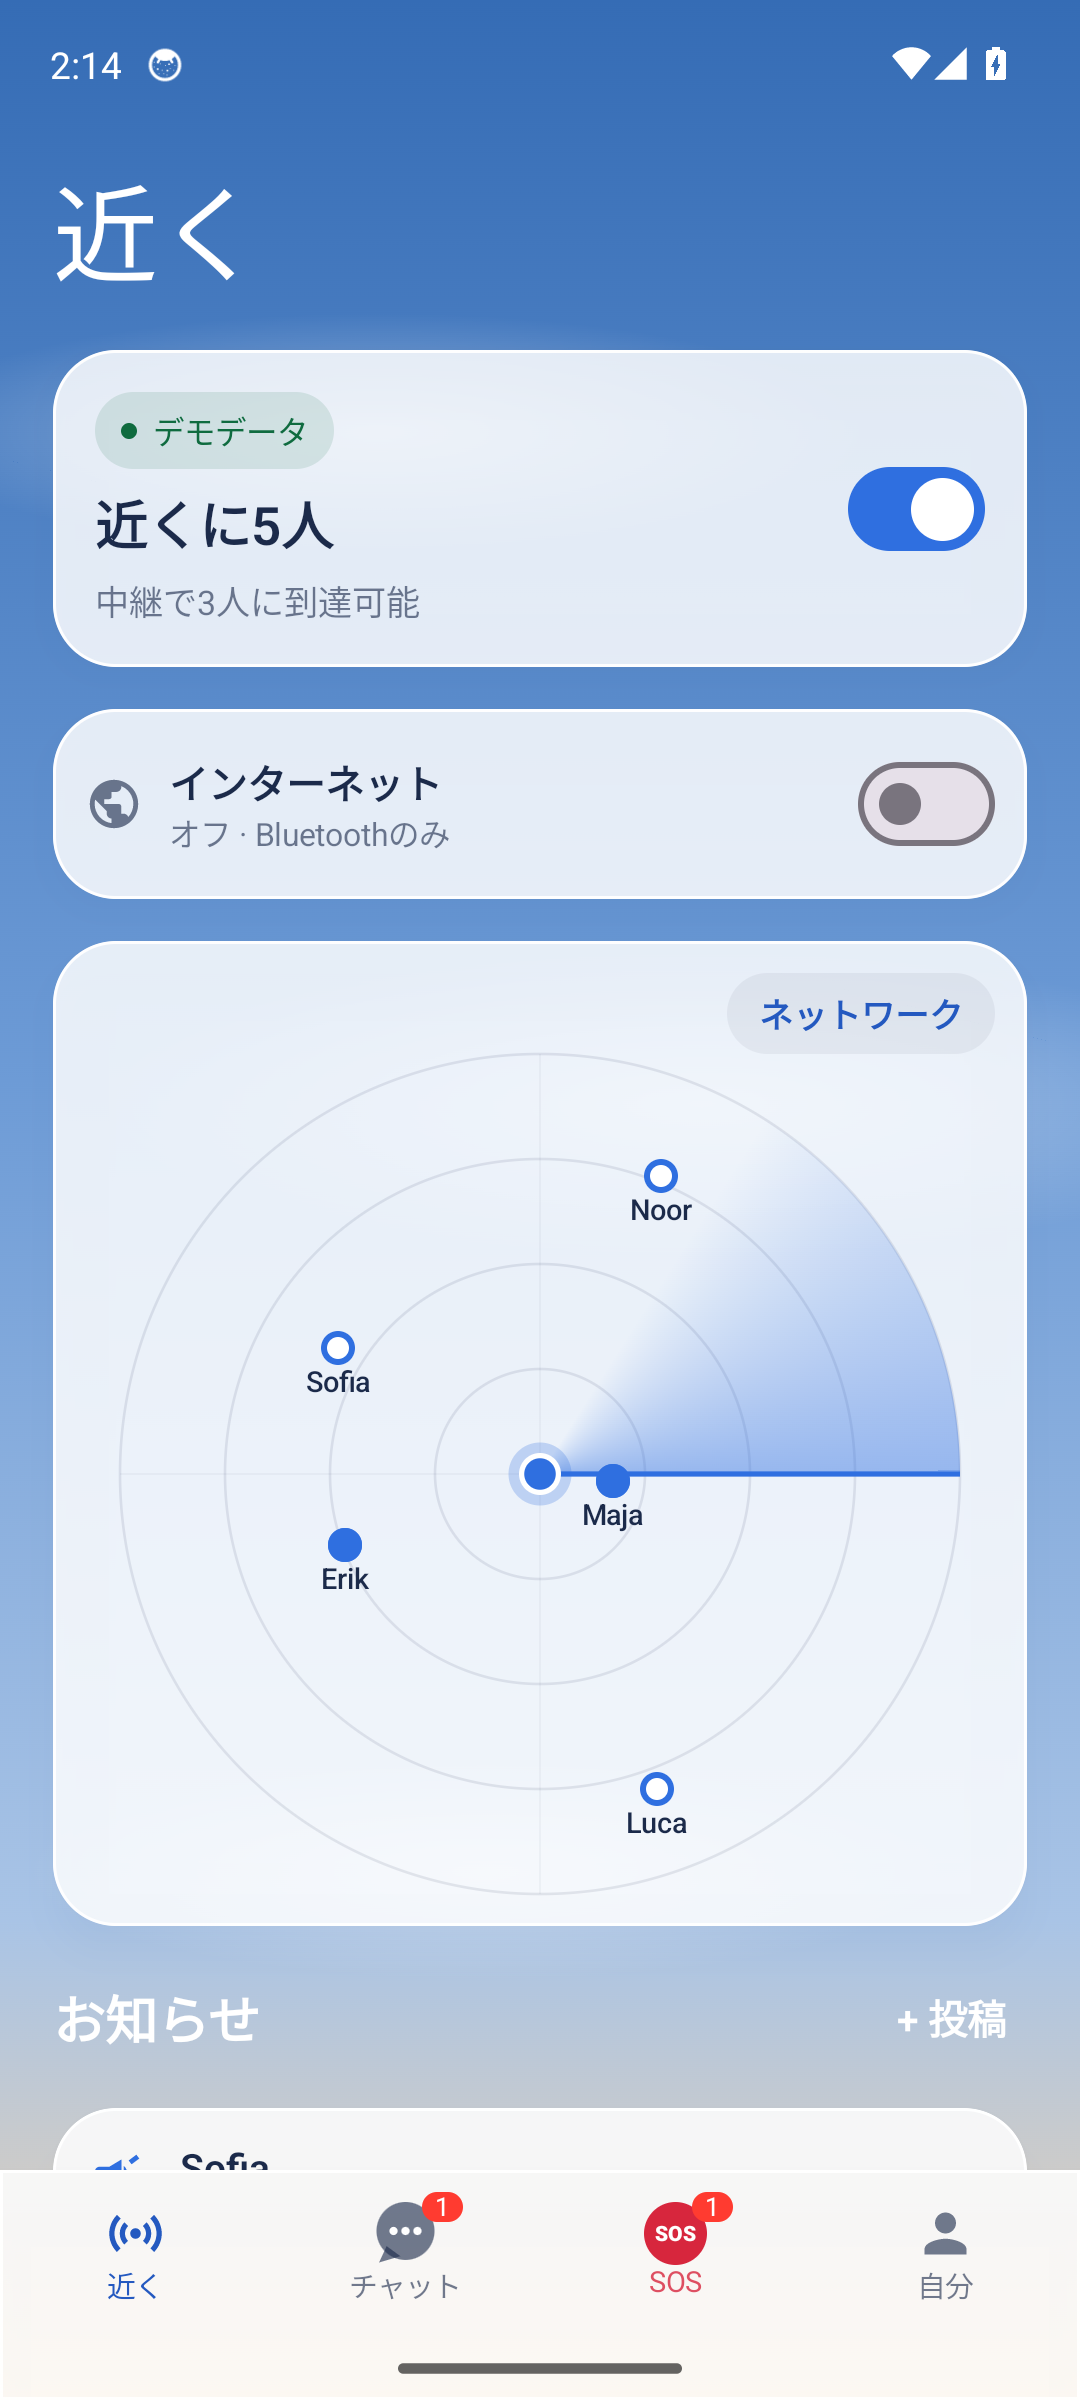 2:14
近く
デモデータ
近くに5人
中継で3人に到達可能
インターネット
オフ · Bluetoothのみ
ネットワーク
Noor
Sofia
Maja
Erik
Luca
お知らせ
+ 投稿
Sofia
1
1
SOS
近く
チャット
SOS
自分